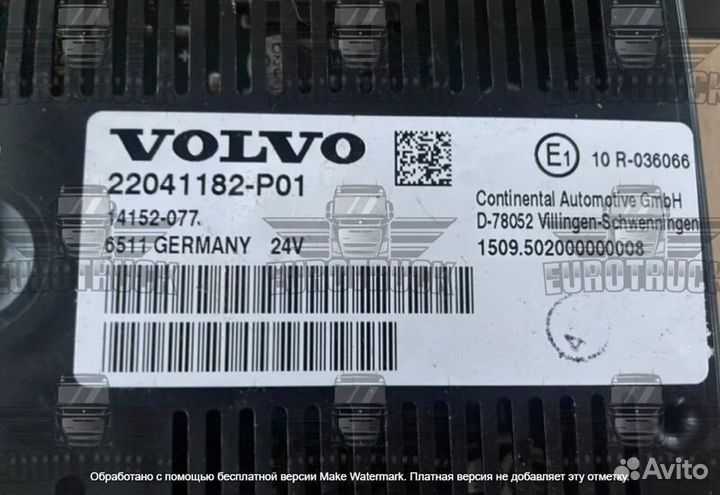 VOLVO
22041182-P01
14152-077.
6511 GERMANY 24V
E1 10 R-036066
Continental Automotive GmbH
D-78052 Villingen-Schwenningen
1509.502000000008
EUROTRUCK
Обработано с помощью бесплатной версии Make Watermark. Платная версия не добавляет эту отметку.
Avito